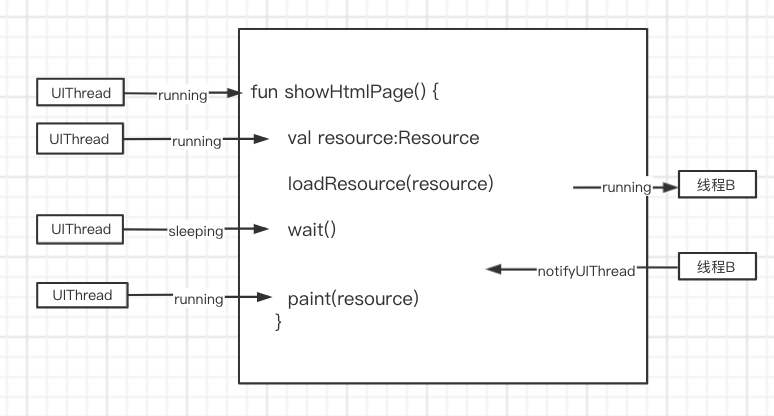 UIThread running fun showHtmlPage() {
UIThread running val resource:Resource
loadResource(resource) running 线程B
UIThread sleeping wait()
notifyUIThread 线程B
UIThread running paint(resource)
}